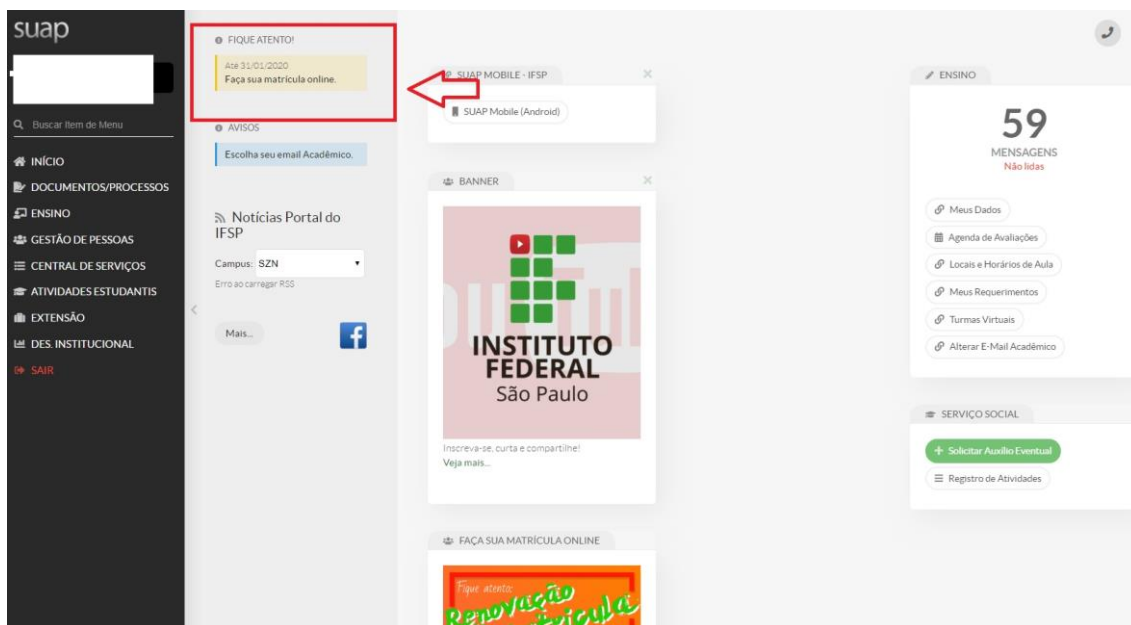 suap
Buscar Item de Menu
INÍCIO
DOCUMENTOS/PROCESSOS
ENSINO
GESTÃO DE PESSOAS
CENTRAL DE SERVIÇOS
ATIVIDADES ESTUDANTIS
EXTENSÃO
DES. INSTITUCIONAL
SAIR
FIQUE ATENTO!
Até 31/01/2020
Faça sua matrícula online.
AVISOS
Escolha seu email Acadêmico.
Notícias Portal do
IFSP
Campus: SZN
Erro ao carregar RSS
Mais...
SUAP MOBILE - IFSP
SUAP Mobile (Android)
BANNER
INSTITUTO
FEDERAL
São Paulo
Inscreva-se, curta e compartilhe!
Veja mais...
FAÇA SUA MATRÍCULA ONLINE
Fique atento:
Renovação
ENSINO
59
MENSAGENS
Não lidas
Meus Dados
Agenda de Avaliações
Locais e Horários de Aula
Meus Requerimentos
Turmas Virtuais
Alterar E-Mail Acadêmico
SERVIÇO SOCIAL
Solicitar Auxílio Eventual
Registro de Atividades